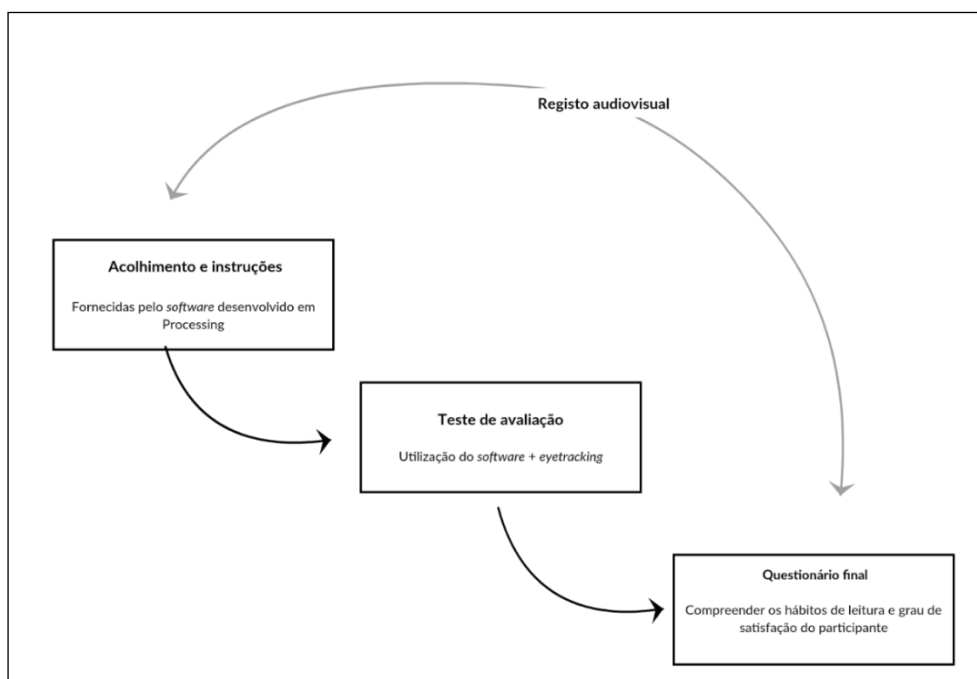 Registo audiovisual
Acolhimento e instruções
Fornecidas pelo software desenvolvido em
Processing
Teste de avaliação
Utilização do software + eyetracking
Questionário final
Compreender os hábitos de leitura e grau de
satisfação do participante